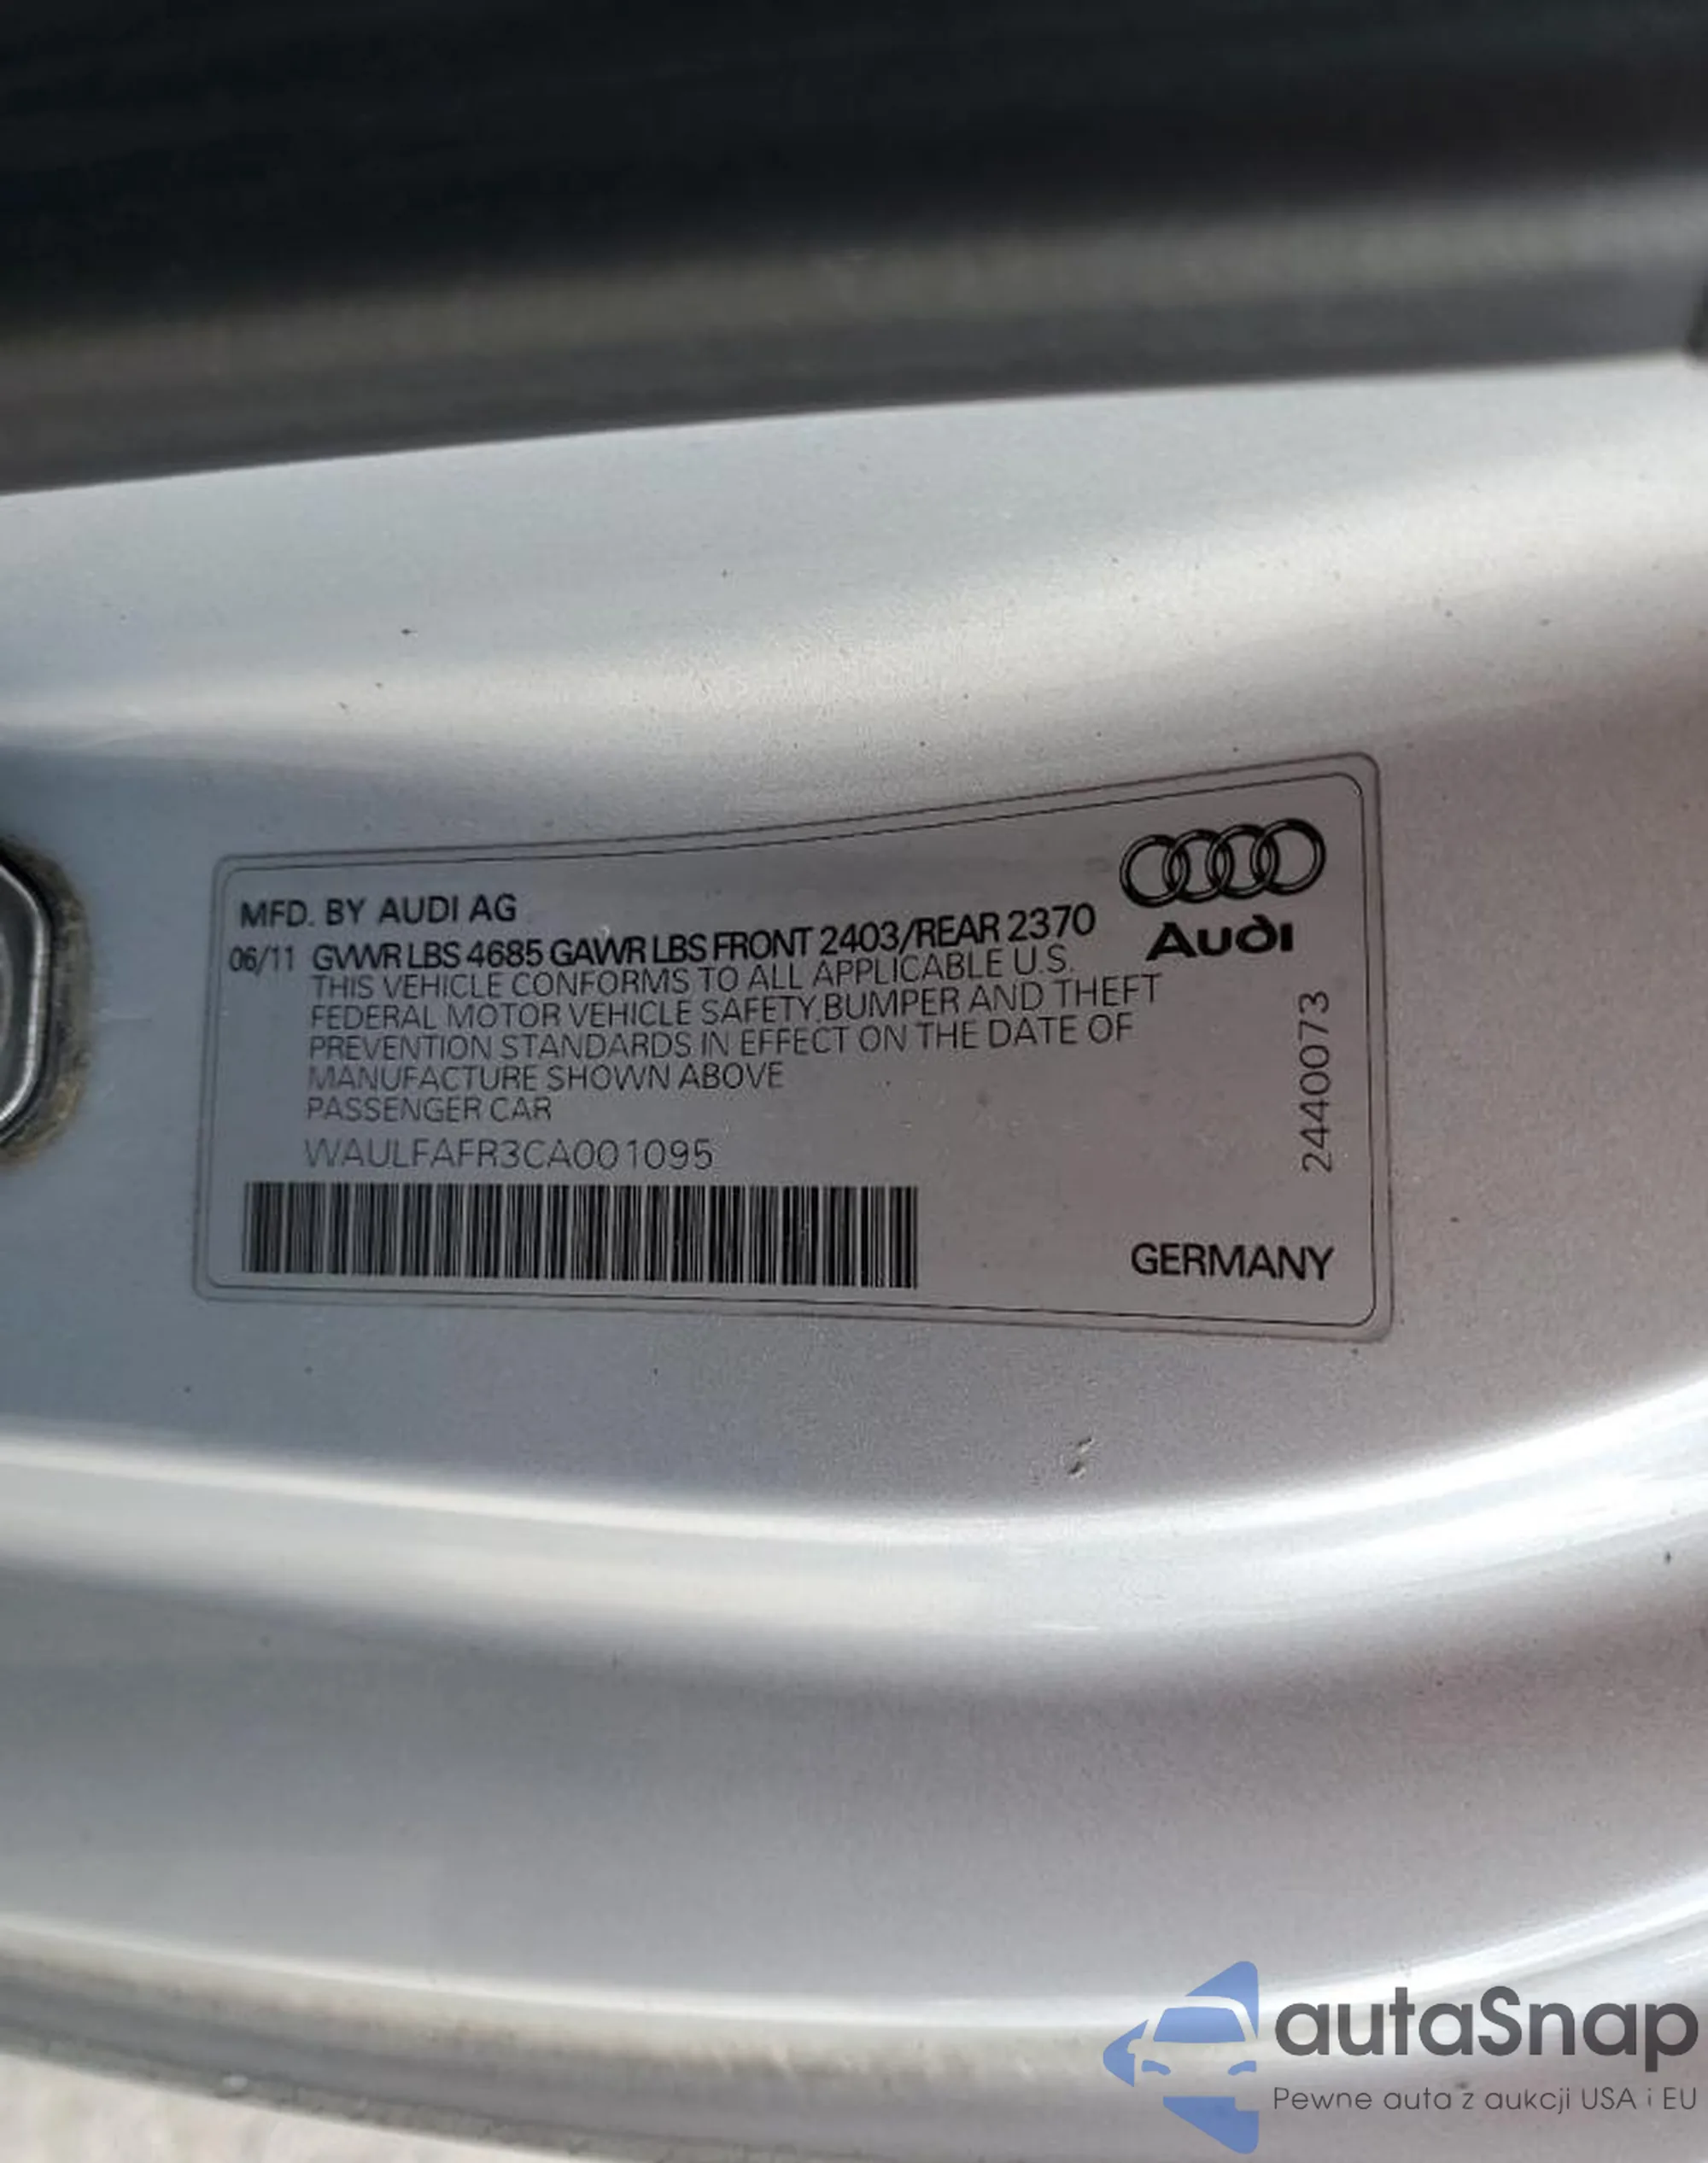 MFD. BY AUDI AG
06/11 GVWR LBS 4685 GAWR LBS FRONT 2403/REAR 2370
THIS VEHICLE CONFORMS TO ALL APPLICABLE U.S.
FEDERAL MOTOR VEHICLE SAFETY, BUMPER AND THEFT
PREVENTION STANDARDS IN EFFECT ON THE DATE OF
MANUFACTURE SHOWN ABOVE
PASSENGER CAR
WAULFAFR3CA001095
Audi
2440073
GERMANY
autaSnap
Pewne auta z aukcji USA i EU